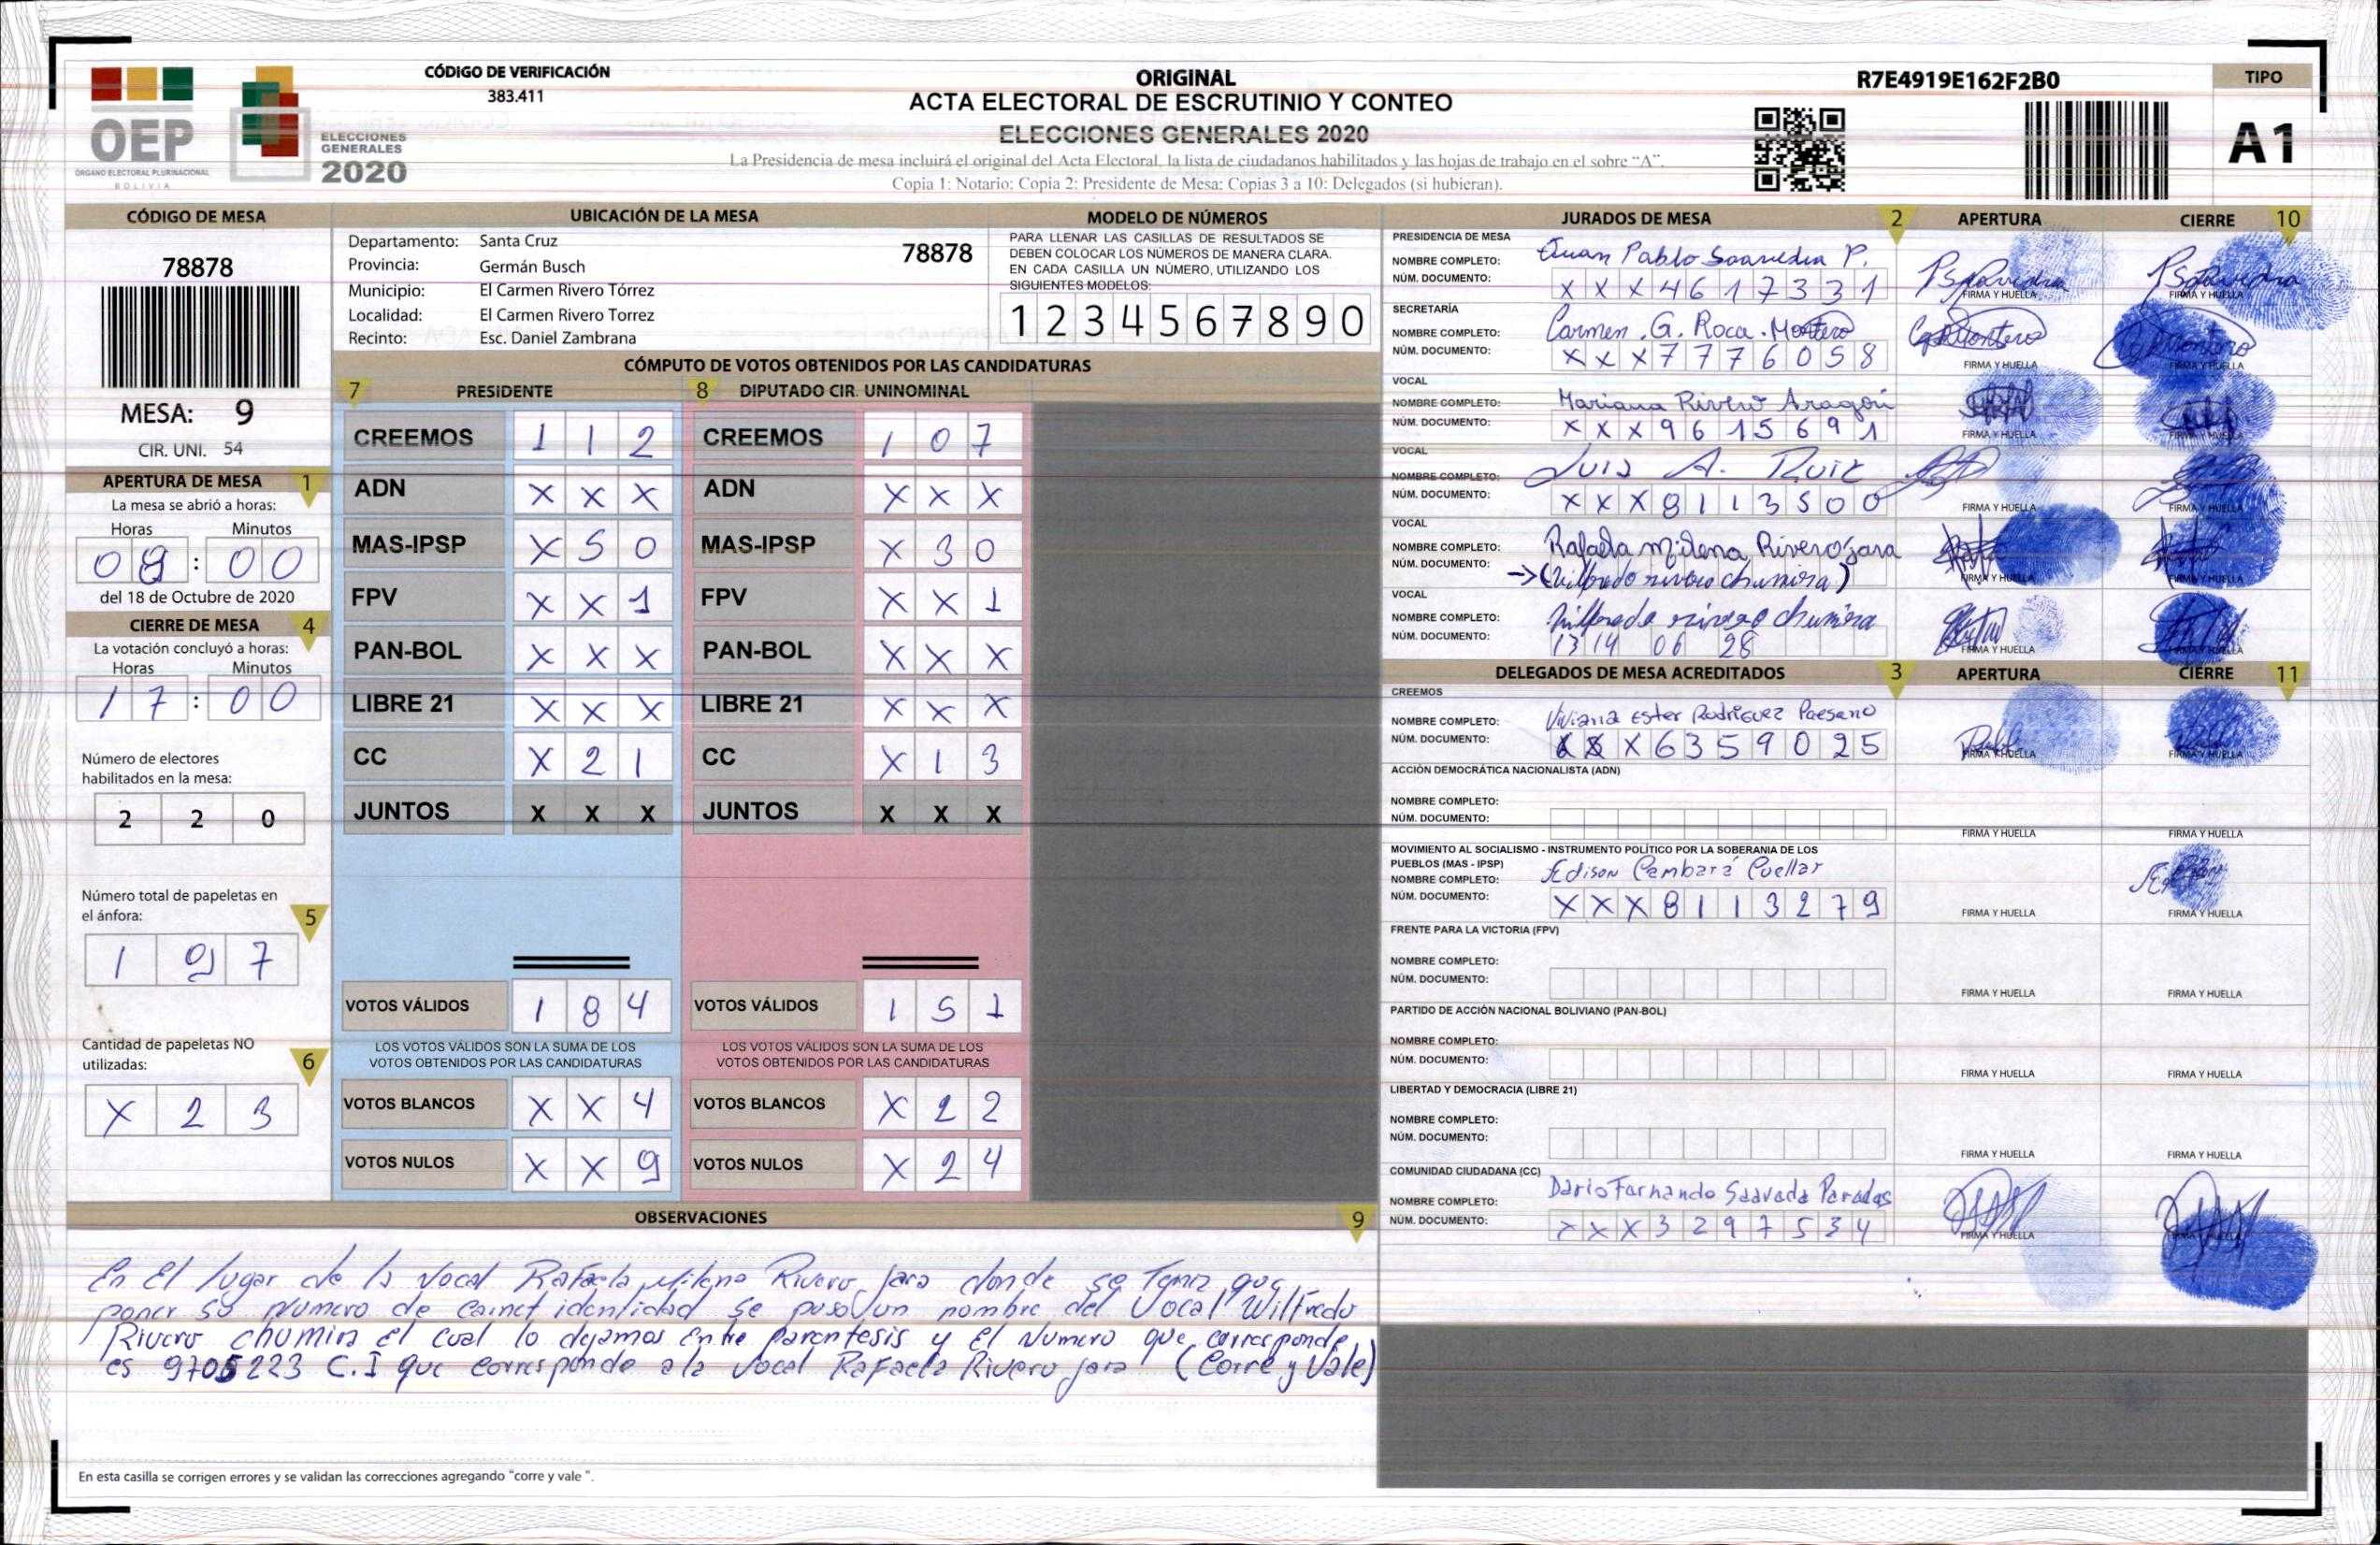 OEP
ÓRGANO ELECTORAL PLURINACIONAL
BOLIVIA
ELECCIONES
GENERALES
2020
CÓDIGO DE VERIFICACIÓN
383.411
ORIGINAL
ACTA ELECTORAL DE ESCRUTINIO Y CONTEO
ELECCIONES GENERALES 2020
La Presidencia de mesa incluirá el original del Acta Electoral, la lista de ciudadanos habilitados y las hojas de trabajo en el sobre "A".
Copia 1: Notario; Copia 2: Presidente de Mesa; Copias 3 a 10: Delegados (si hubieran).
R7E4919E162F2B0
TIPO
A1
CÓDIGO DE MESA
78878
MESA: 9
CIR. UNI. 54
APERTURA DE MESA 1
La mesa se abrió a horas:
Horas Minutos
08 : 00
del 18 de Octubre de 2020
CIERRE DE MESA 4
La votación concluyó a horas:
Horas Minutos
17 : 00
Número de electores
habilitados en la mesa:
2 2 0
Número total de papeletas en
el ánfora: 5
1 9 7
Cantidad de papeletas NO
utilizadas: 6
X 2 3
UBICACIÓN DE LA MESA
Departamento: Santa Cruz
78878
Provincia: Germán Busch
Municipio: El Carmen Rivero Tórrez
Localidad: El Carmen Rivero Torrez
Recinto: Esc. Daniel Zambrana
MODELO DE NÚMEROS
PARA LLENAR LAS CASILLAS DE RESULTADOS SE
DEBEN COLOCAR LOS NÚMEROS DE MANERA CLARA.
EN CADA CASILLA UN NÚMERO, UTILIZANDO LOS
SIGUIENTES MODELOS:
1 2 3 4 5 6 7 8 9 0
CÓMPUTO DE VOTOS OBTENIDOS POR LAS CANDIDATURAS
7 PRESIDENTE 8 DIPUTADO CIR. UNINOMINAL
CREEMOS 1 1 2 CREEMOS 1 0 7
ADN X X X ADN X X X
MAS-IPSP X 5 0 MAS-IPSP X 3 0
FPV X X 1 FPV X X 1
PAN-BOL X X X PAN-BOL X X X
LIBRE 21 X X X LIBRE 21 X X X
CC X 2 1 CC X 1 3
JUNTOS X X X JUNTOS X X X
VOTOS VÁLIDOS 1 8 4 VOTOS VÁLIDOS 1 5 1
LOS VOTOS VÁLIDOS SON LA SUMA DE LOS LOS VOTOS VÁLIDOS SON LA SUMA DE LOS
VOTOS OBTENIDOS POR LAS CANDIDATURAS VOTOS OBTENIDOS POR LAS CANDIDATURAS
VOTOS BLANCOS X X 4 VOTOS BLANCOS X 2 2
VOTOS NULOS X X 9 VOTOS NULOS X 2 4
JURADOS DE MESA 2 APERTURA CIERRE 10
PRESIDENCIA DE MESA
NOMBRE COMPLETO: Juan Pablo Saavedra P.
NÚM. DOCUMENTO: X X X 4 6 1 7 3 3 1
FIRMA Y HUELLA FIRMA Y HUELLA
SECRETARÍA
NOMBRE COMPLETO: Carmen .G. Roca .Montero
NÚM. DOCUMENTO: X X X 7 7 7 6 0 5 8
FIRMA Y HUELLA FIRMA Y HUELLA
VOCAL
NOMBRE COMPLETO: Mariana Rivero Aragón
NÚM. DOCUMENTO: X X X 9 6 1 5 6 9 1
FIRMA Y HUELLA FIRMA Y HUELLA
VOCAL
NOMBRE COMPLETO: Luis A. Ruiz
NÚM. DOCUMENTO: X X X 8 1 1 3 5 0 0
FIRMA Y HUELLA FIRMA Y HUELLA
VOCAL
NOMBRE COMPLETO: Rafaela Milena Rivero Jara
NÚM. DOCUMENTO: -> (Wilfredo rivero chumira)
FIRMA Y HUELLA FIRMA Y HUELLA
VOCAL
NOMBRE COMPLETO: Wilfredo rivero chumira
NÚM. DOCUMENTO: 13 14 06 28
FIRMA Y HUELLA FIRMA Y HUELLA
DELEGADOS DE MESA ACREDITADOS 3 APERTURA CIERRE 11
CREEMOS
NOMBRE COMPLETO: Viviana Ester Rodriguez Paesano
NÚM. DOCUMENTO: X X X 6 3 5 9 0 2 5
FIRMA Y HUELLA FIRMA Y HUELLA
ACCIÓN DEMOCRÁTICA NACIONALISTA (ADN)
NOMBRE COMPLETO:
NÚM. DOCUMENTO:
FIRMA Y HUELLA FIRMA Y HUELLA
MOVIMIENTO AL SOCIALISMO - INSTRUMENTO POLÍTICO POR LA SOBERANIA DE LOS
PUEBLOS (MAS - IPSP)
NOMBRE COMPLETO: Edison Cambará Cuellar
NÚM. DOCUMENTO: X X X 8 1 1 3 2 7 9
FIRMA Y HUELLA FIRMA Y HUELLA
FRENTE PARA LA VICTORIA (FPV)
NOMBRE COMPLETO:
NÚM. DOCUMENTO:
FIRMA Y HUELLA FIRMA Y HUELLA
PARTIDO DE ACCIÓN NACIONAL BOLIVIANO (PAN-BOL)
NOMBRE COMPLETO:
NÚM. DOCUMENTO:
FIRMA Y HUELLA FIRMA Y HUELLA
LIBERTAD Y DEMOCRACIA (LIBRE 21)
NOMBRE COMPLETO:
NÚM. DOCUMENTO:
FIRMA Y HUELLA FIRMA Y HUELLA
COMUNIDAD CIUDADANA (CC)
NOMBRE COMPLETO: Dario Fernando Saaveda Paradas
NÚM. DOCUMENTO: X X X 3 2 9 7 5 3 4
FIRMA Y HUELLA FIRMA Y HUELLA
OBSERVACIONES 9
En El lugar de la Vocal Rafaela Milena Rivero Jara donde se Tenia que
poner su Numero de Carnet identidad se puso un nombre del Vocal Wilfredo
Rivero chumira El cual lo dejamos Entre parentesis y El Numero que corresponde
es 9705223 C.I que corresponde a la Vocal Rafaela Rivero Jara (Corre y Vale)
En esta casilla se corrigen errores y se validan las correcciones agregando "corre y vale ".